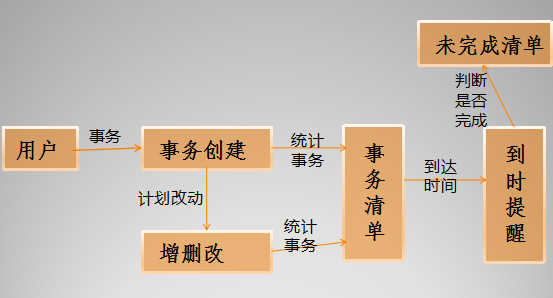 未完成清单
判断
是否
完成
用户
事务
事务创建
统计
事务
事务清单
到达
时间
到时提醒
计划改动
增删改
统计
事务